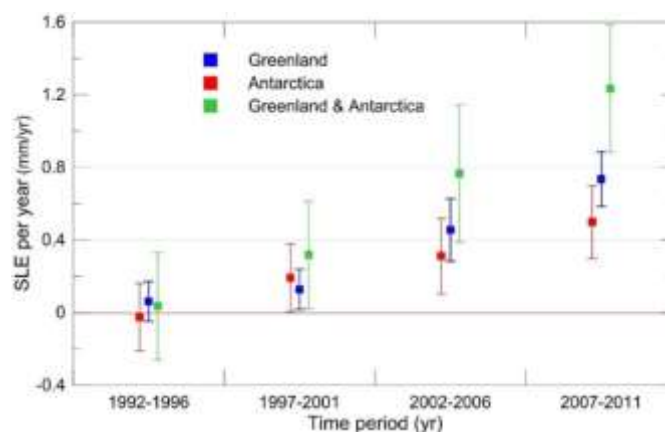 1.6
1.2
0.8
0.4
0
-0.4
SLE per year (mm/yr)
Greenland
Antarctica
Greenland & Antarctica
1992-1996 1997-2001 2002-2006 2007-2011
Time period (yr)